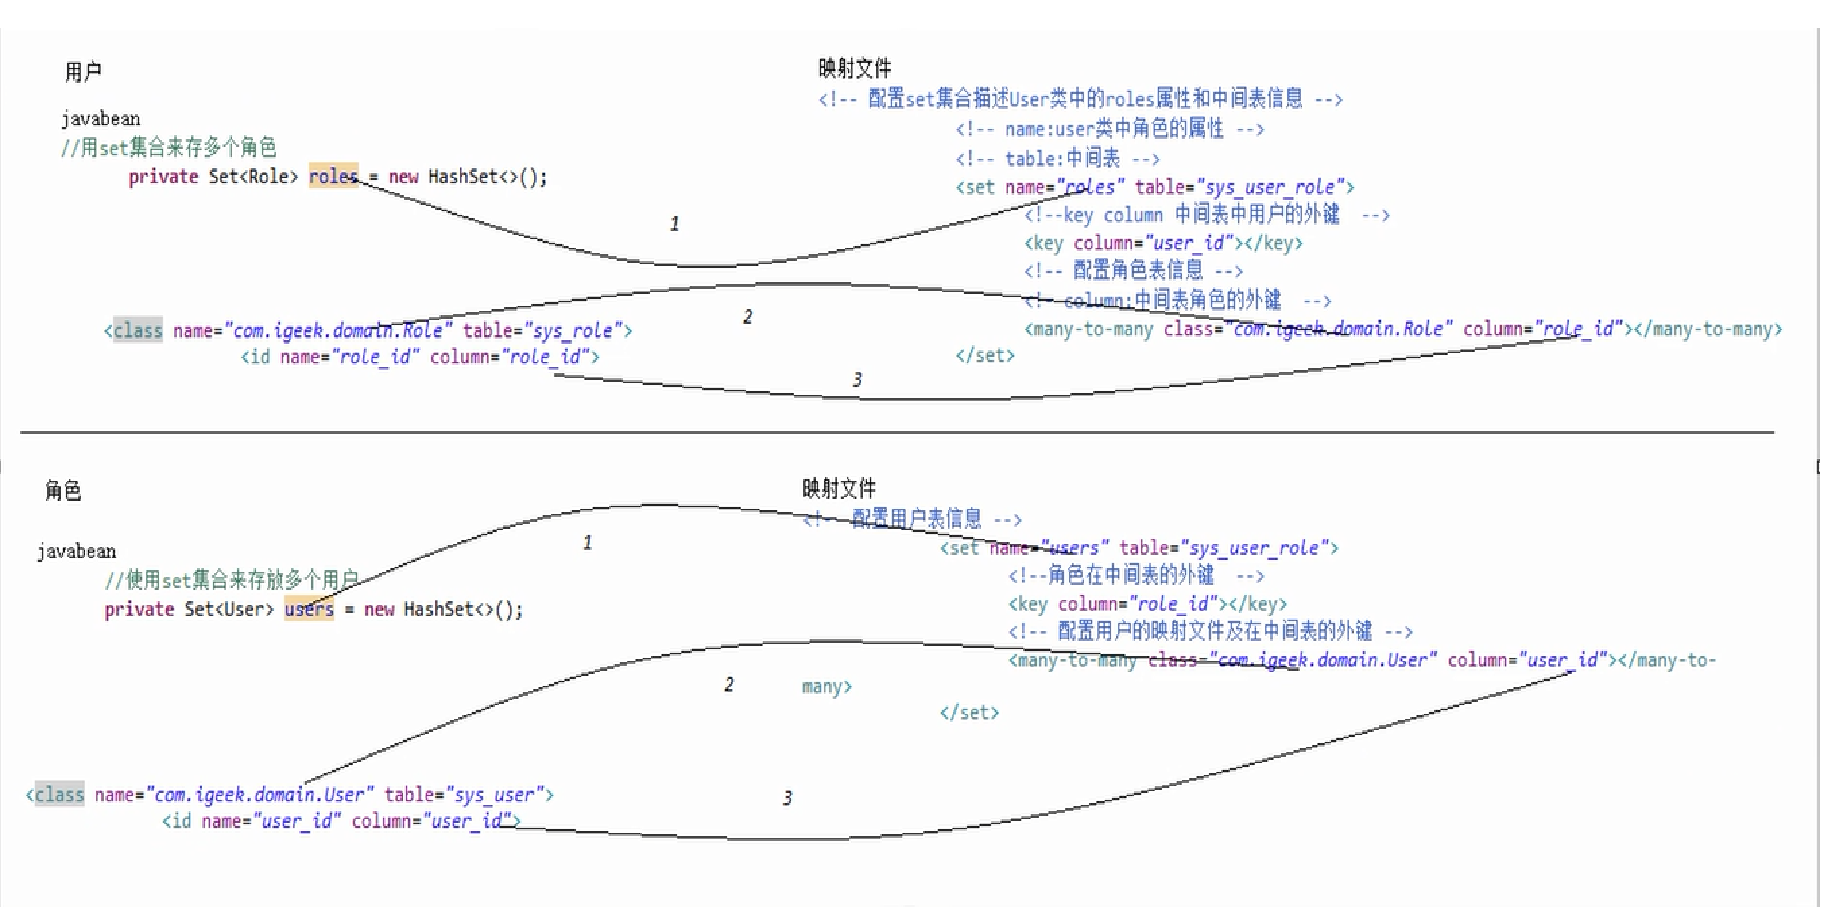 用户
映射文件
<!-- 配置set集合描述User类中的roles属性和中间表信息 -->
javabean
<!-- name:user类中角色的属性 -->
//用set集合来存多个角色
<!-- table:中间表 -->
private Set<Role> roles = new HashSet<>();
<set name="roles" table="sys_user_role">
1
<!--key column 中间表中用户的外键 -->
<key column="user_id"></key>
<!-- 配置角色表信息 -->
2
<!-- column:中间表角色的外键 -->
<class name="com.igeek.domain.Role" table="sys_role">
<many-to-many class="com.igeek.domain.Role" column="role_id"></many-to-many>
<id name="role_id" column="role_id">
</set>
3
角色
映射文件
<!-- 配置用户表信息 -->
1
javabean
<set name="users" table="sys_user_role">
//使用set集合来存放多个用户
<!--角色在中间表的外键 -->
private Set<User> users = new HashSet<>();
<key column="role_id"></key>
<!-- 配置用户的映射文件及在中间表的外键 -->
<many-to-many class="com.igeek.domain.User" column="user_id"></many-to-
2
many>
</set>
<class name="com.igeek.domain.User" table="sys_user">
3
<id name="user_id" column="user_id">